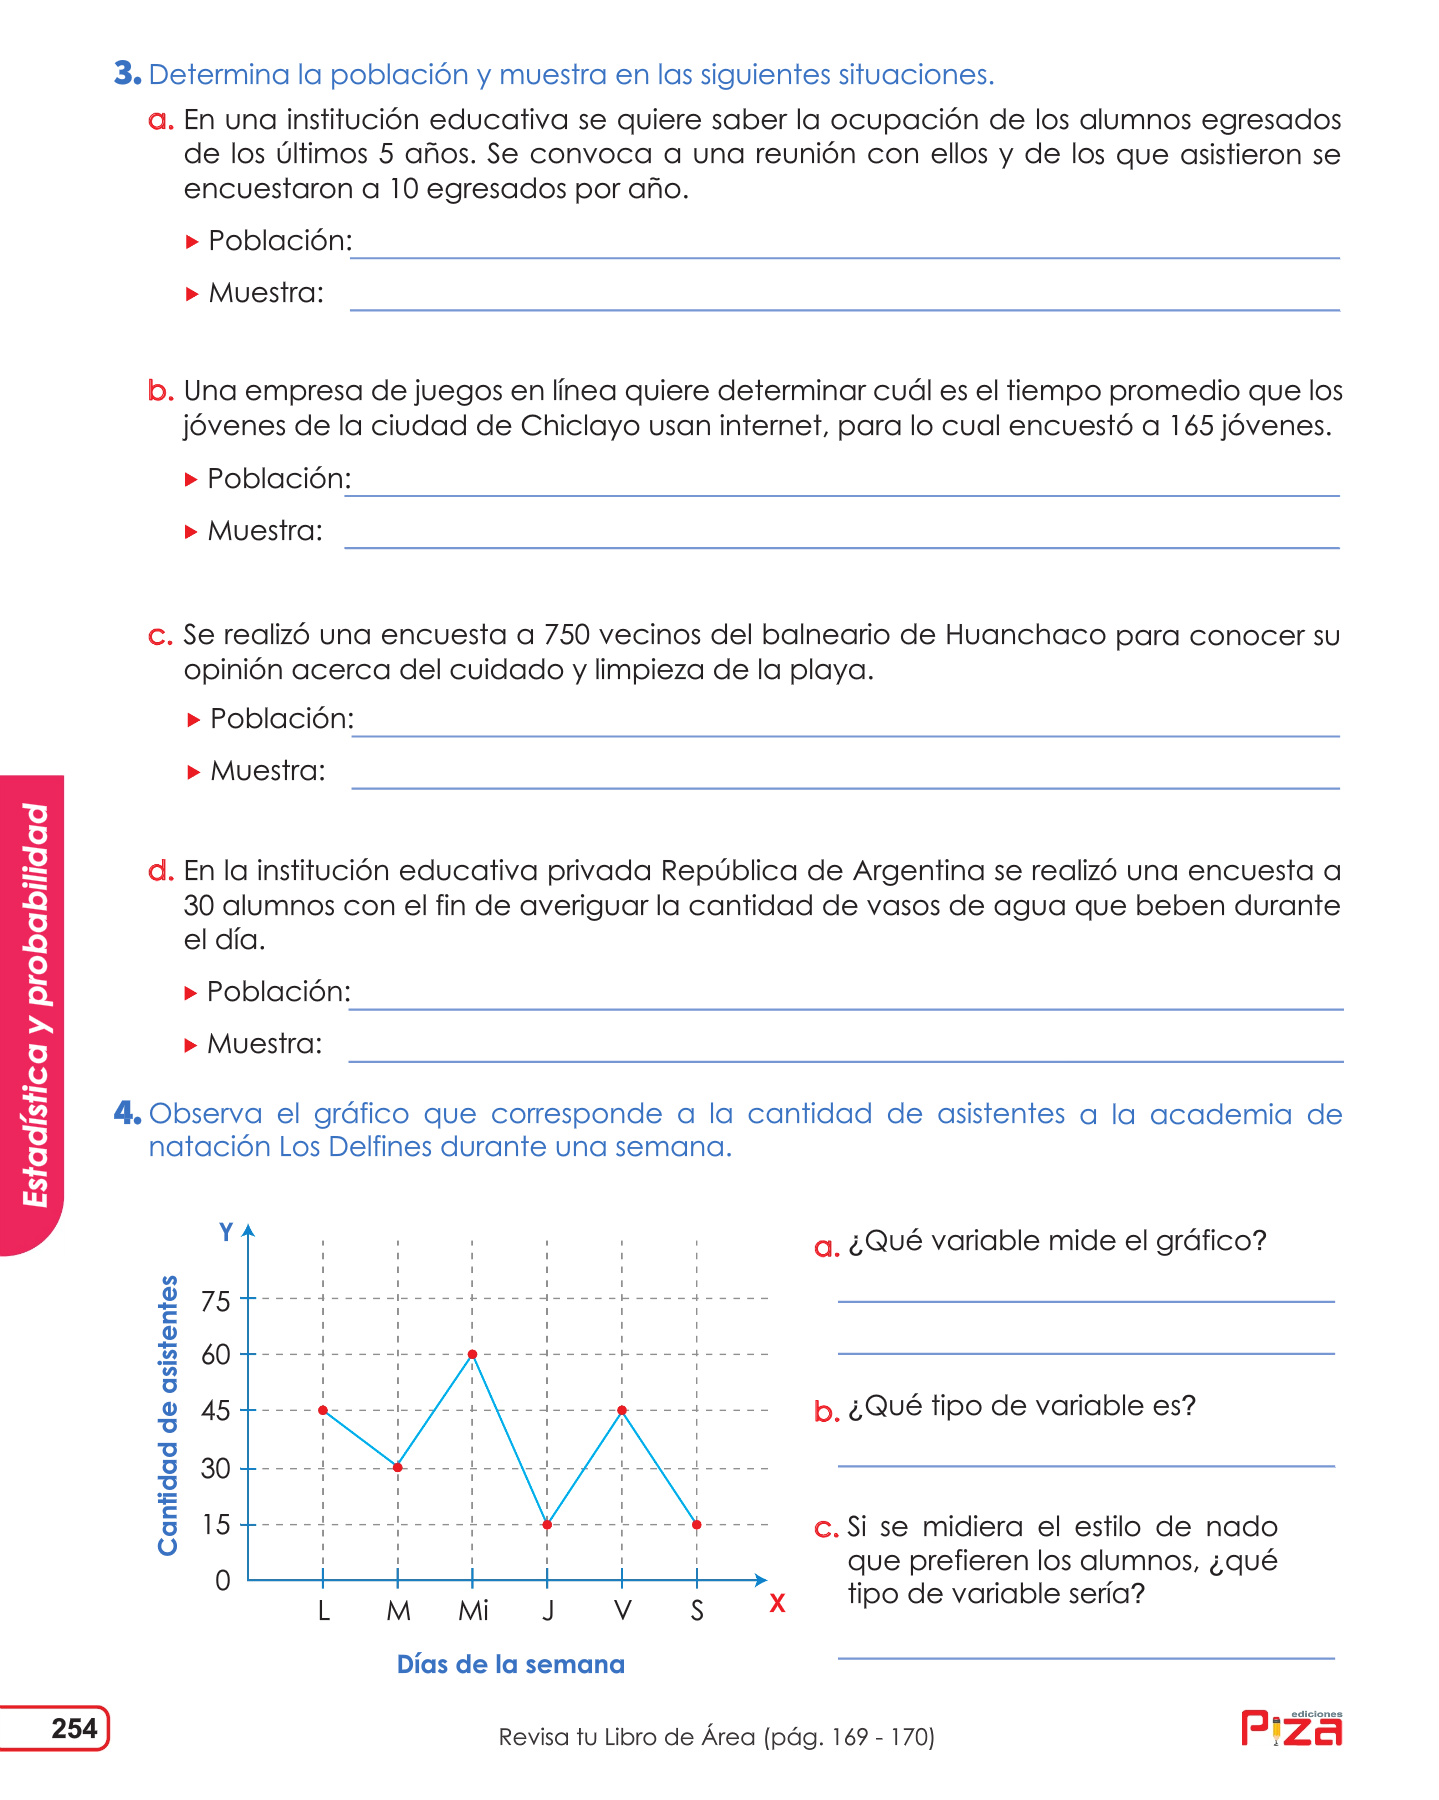 3. Determina la población y muestra en las siguientes situaciones.
a. En una institución educativa se quiere saber la ocupación de los alumnos egresados
de los últimos 5 años. Se convoca a una reunión con ellos y de los que asistieron se
encuestaron a 10 egresados por año.
Población:
Muestra:
b. Una empresa de juegos en línea quiere determinar cuál es el tiempo promedio que los
jóvenes de la ciudad de Chiclayo usan internet, para lo cual encuestó a 165 jóvenes.
Población:
Muestra:
c. Se realizó una encuesta a 750 vecinos del balneario de Huanchaco para conocer su
opinión acerca del cuidado y limpieza de la playa.
Población:
Muestra:
d. En la institución educativa privada República de Argentina se realizó una encuesta a
30 alumnos con el fin de averiguar la cantidad de vasos de agua que beben durante
el día.
Población:
Muestra:
Estadística y probabilidad
4. Observa el gráfico que corresponde a la cantidad de asistentes a la academia de
natación Los Delfines durante una semana.
Y
Cantidad de asistentes
75
60
45
30
15
0
L M Mi J V S
X
Días de la semana
a. ¿Qué variable mide el gráfico?
b. ¿Qué tipo de variable es?
c. Si se midiera el estilo de nado
que prefieren los alumnos, ¿qué
tipo de variable sería?
254
Revisa tu Libro de Área (pág. 169 - 170)
ediciones
Piza